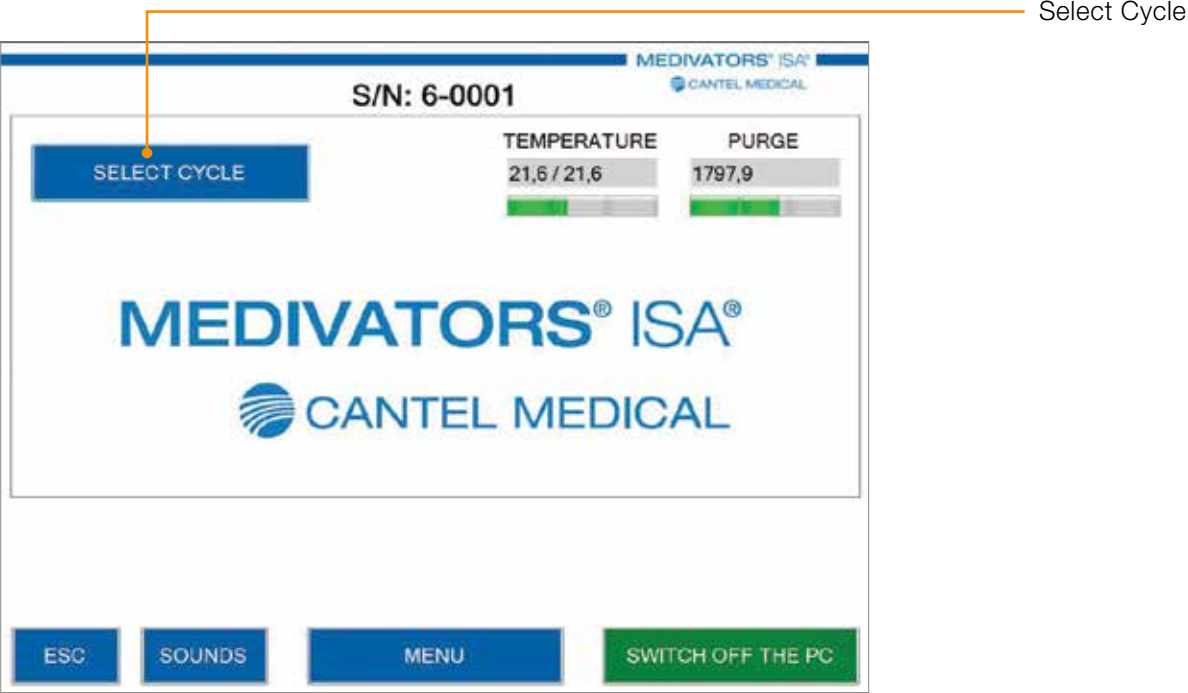 Select Cycle
MEDIVATORS® ISA®
CANTEL MEDICAL
S/N: 6-0001
TEMPERATURE PURGE
SELECT CYCLE
21,6 / 21,6 1797,9
MEDIVATORS® ISA®
CANTEL MEDICAL
ESC SOUNDS MENU SWITCH OFF THE PC